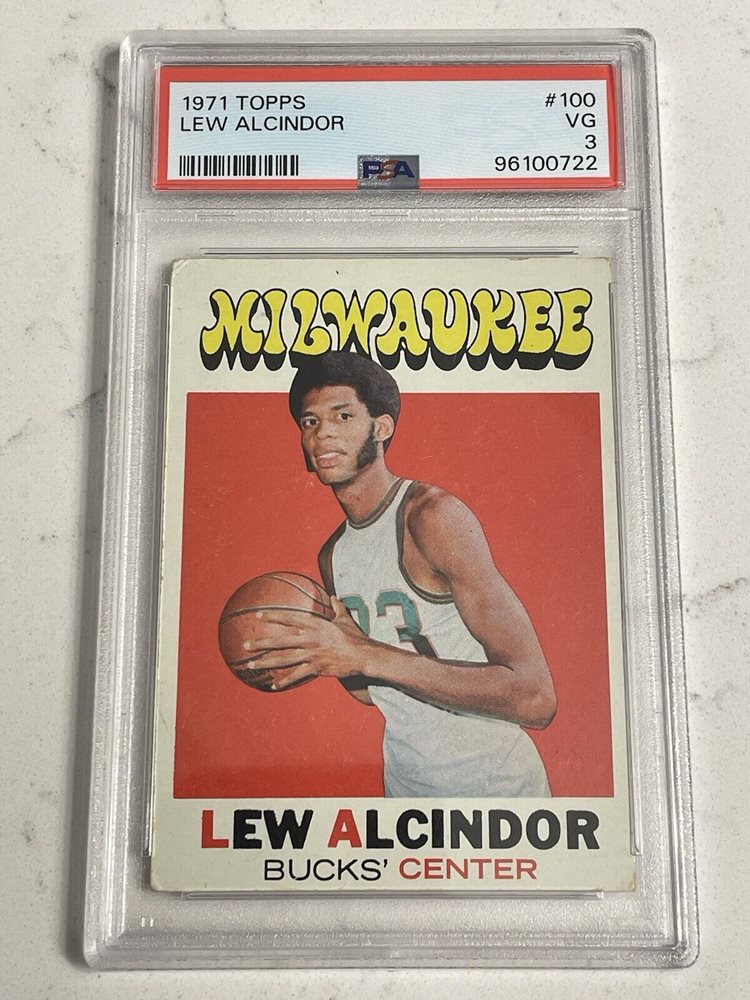 1971 TOPPS #100
LEW ALCINDOR VG
3
PSA 96100722
MILWAUKEE
33
LEW ALCINDOR
BUCKS' CENTER